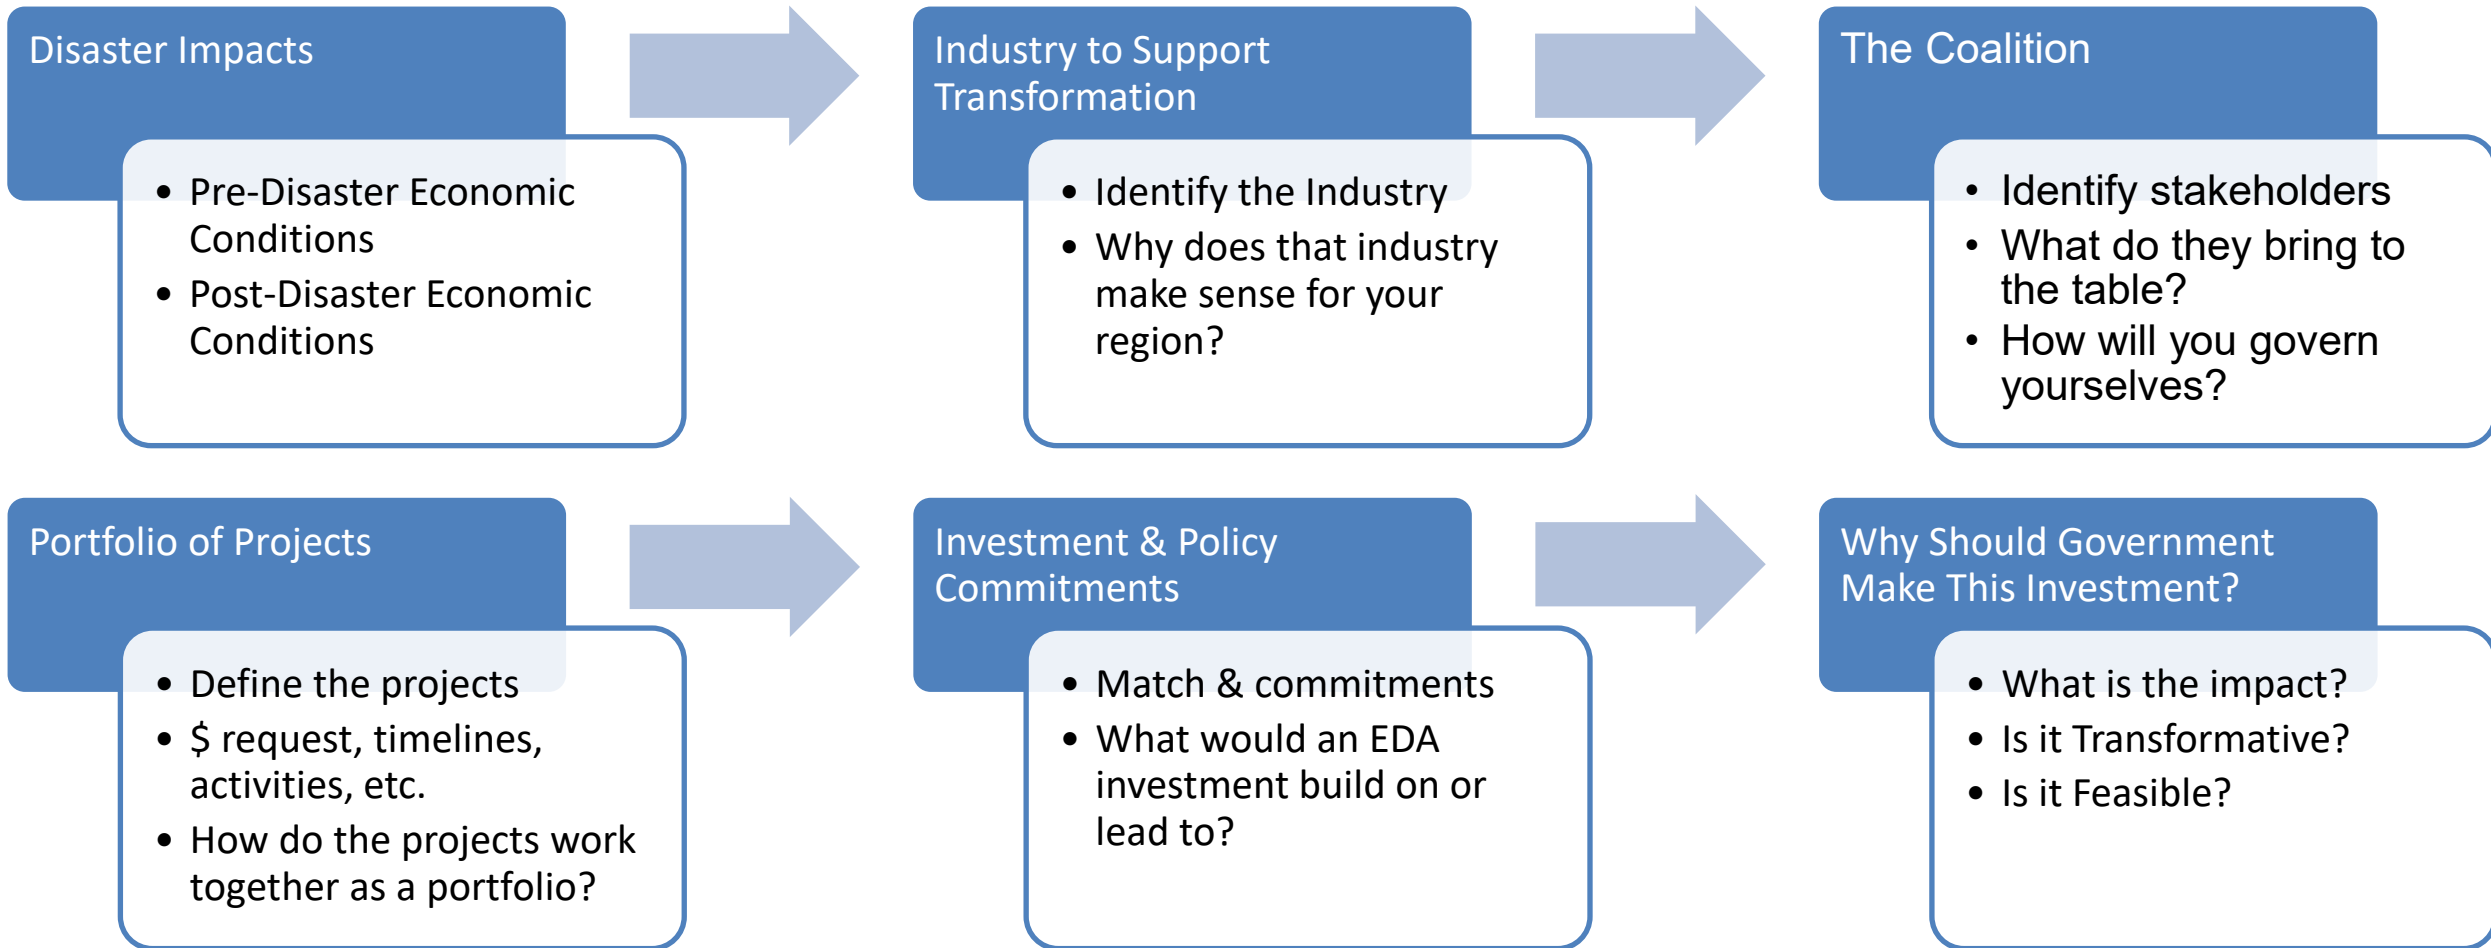 Disaster Impacts
• Pre-Disaster Economic
Conditions
• Post-Disaster Economic
Conditions
Industry to Support
Transformation
• Identify the Industry
• Why does that industry
make sense for your
region?
The Coalition
• Identify stakeholders
• What do they bring to
the table?
• How will you govern
yourselves?
Portfolio of Projects
• Define the projects
• $ request, timelines,
activities, etc.
• How do the projects work
together as a portfolio?
Investment & Policy
Commitments
• Match & commitments
• What would an EDA
investment build on or
lead to?
Why Should Government
Make This Investment?
• What is the impact?
• Is it Transformative?
• Is it Feasible?